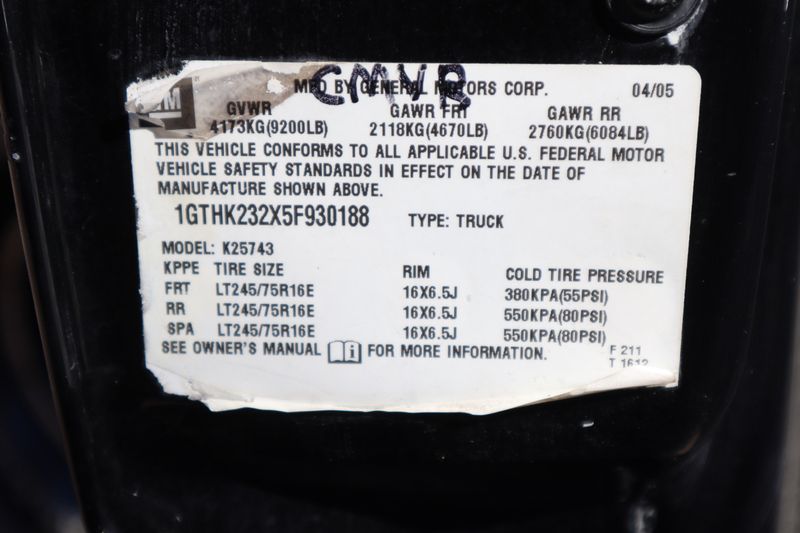 CMVR
GM
MFD BY GENERAL MOTORS CORP. 04/05
GVWR GAWR FRT GAWR RR
4173KG(9200LB) 2118KG(4670LB) 2760KG(6084LB)
THIS VEHICLE CONFORMS TO ALL APPLICABLE U.S. FEDERAL MOTOR
VEHICLE SAFETY STANDARDS IN EFFECT ON THE DATE OF
MANUFACTURE SHOWN ABOVE.
1GTHK232X5F930188 TYPE: TRUCK
MODEL: K25743
KPPE TIRE SIZE RIM COLD TIRE PRESSURE
FRT LT245/75R16E 16X6.5J 380KPA(55PSI)
RR LT245/75R16E 16X6.5J 550KPA(80PSI)
SPA LT245/75R16E 16X6.5J 550KPA(80PSI)
SEE OWNER'S MANUAL FOR MORE INFORMATION. F 211
T 1612